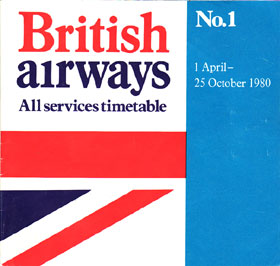 British
airways
All services timetable
No.1
1 April–
25 October 1980